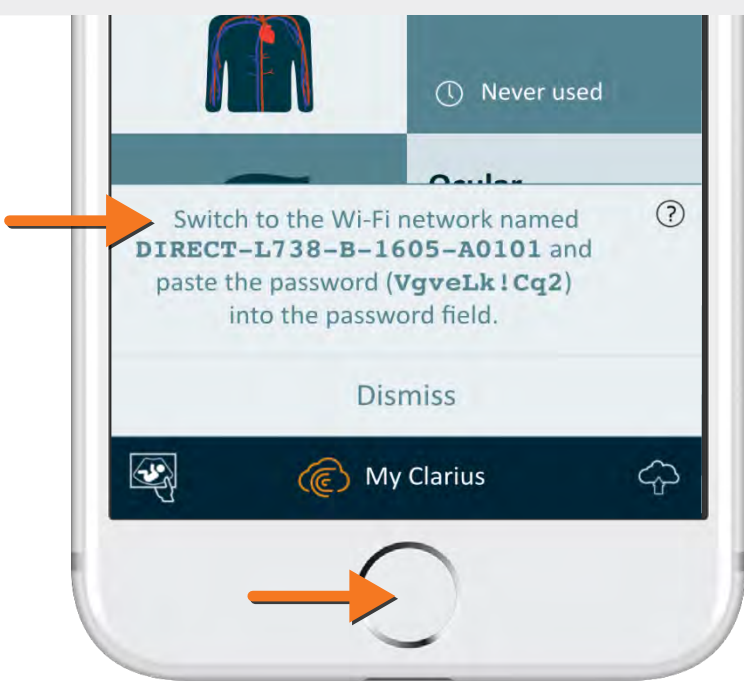 Never used
Switch to the Wi-Fi network named
DIRECT-L738-B-1605-A0101 and
paste the password (VgveLk!Cq2)
into the password field.
?
Dismiss
My Clarius